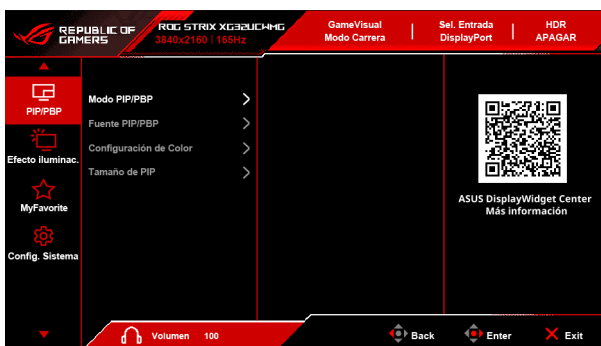 REPUBLIC OF
GAMERS
ROG STRIX XG32UCWMG
3840x2160 | 165Hz
GameVisual
Modo Carrera
Sel. Entrada
DisplayPort
HDR
APAGAR
PIP/PBP
Efecto iluminac.
MyFavorite
Config. Sistema
Modo PIP/PBP
Fuente PIP/PBP
Configuración de Color
Tamaño de PIP
ASUS DisplayWidget Center
Más información
Volumen 100
Back
Enter
Exit